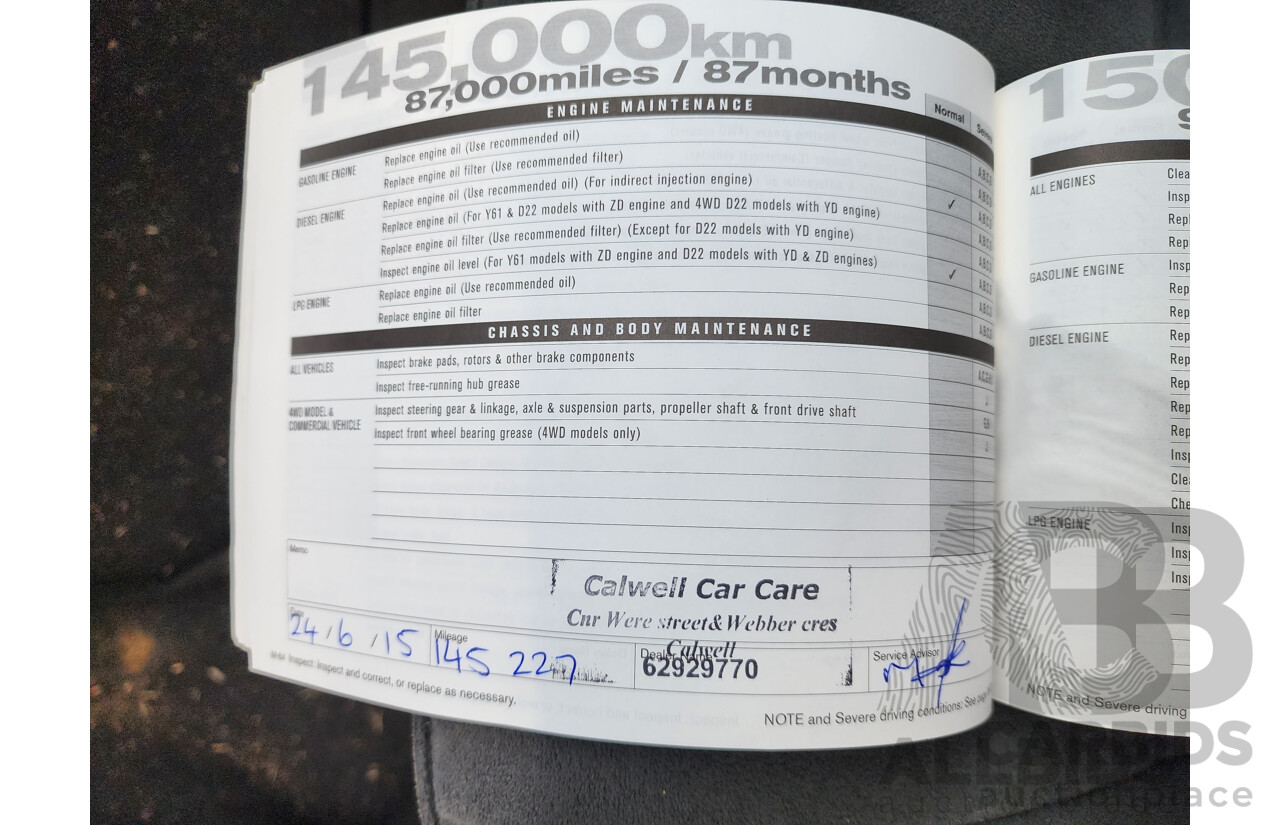 145,000km
87,000miles / 87months
ENGINE MAINTENANCE
Normal
GASOLINE ENGINE
Replace engine oil (Use recommended oil)
Replace engine oil filter (Use recommended filter)
DIESEL ENGINE
Replace engine oil (Use recommended oil) (For indirect injection engine)
Replace engine oil (For Y61 & D22 models with ZD engine and 4WD D22 models with YD engine) ✓
Replace engine oil filter (Use recommended filter) (Except for D22 models with YD engine)
Inspect engine oil level (For Y61 models with ZD engine and D22 models with YD & ZD engines) ✓
LPG ENGINE
Replace engine oil (Use recommended oil)
Replace engine oil filter
CHASSIS AND BODY MAINTENANCE
ALL VEHICLES
Inspect brake pads, rotors & other brake components
Inspect free-running hub grease
4WD MODEL &
COMMERCIAL VEHICLE
Inspect steering gear & linkage, axle & suspension parts, propeller shaft & front drive shaft
Inspect front wheel bearing grease (4WD models only)
Memo
Calwell Car Care
Cnr Were street & Webber cres
Calwell
62929770
Date
24/6/15
Mileage
145 227
Service Advisor
M-64 Inspect: Inspect and correct, or replace as necessary.
NOTE and Severe driving conditions: See
ALL ENGINES
GASOLINE ENGINE
DIESEL ENGINE
LPG ENGINE
NOTE and Severe driving
ALLCARBIDS
auctionplace